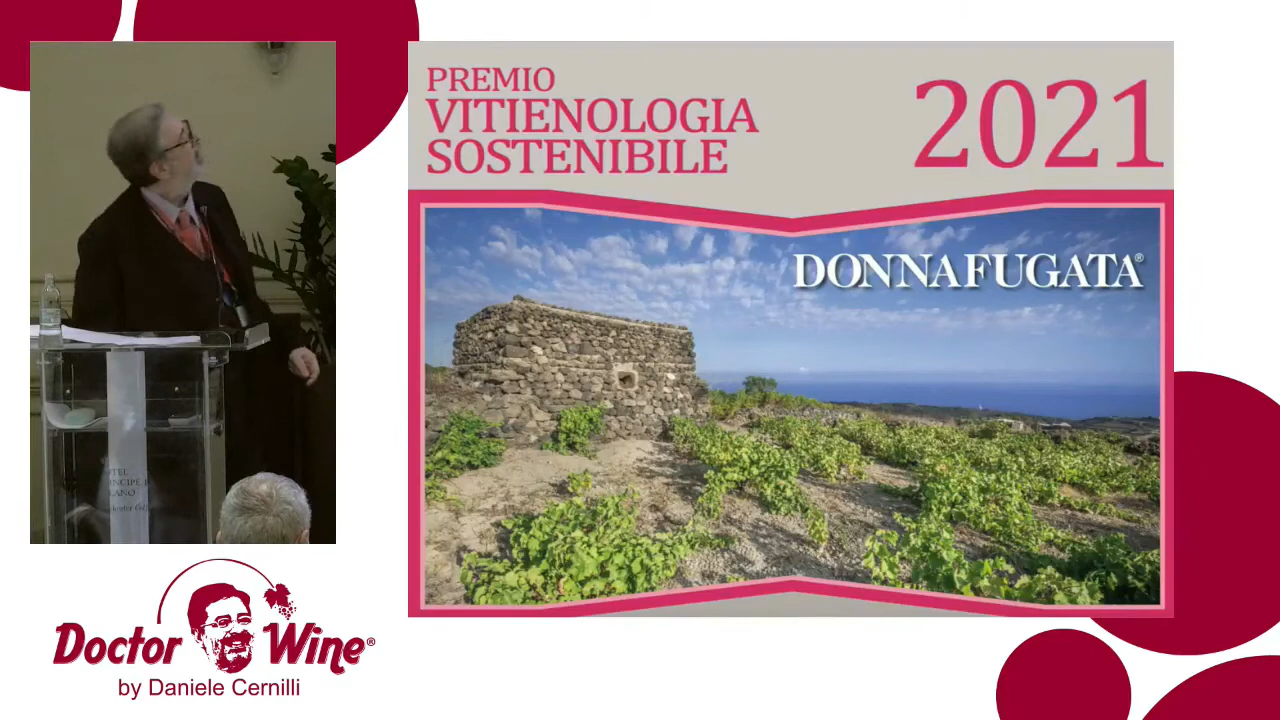 PREMIO
VITIENOLOGIA
SOSTENIBILE
2021
DONNAFUGATA®
Doctor Wine®
by Daniele Cernilli